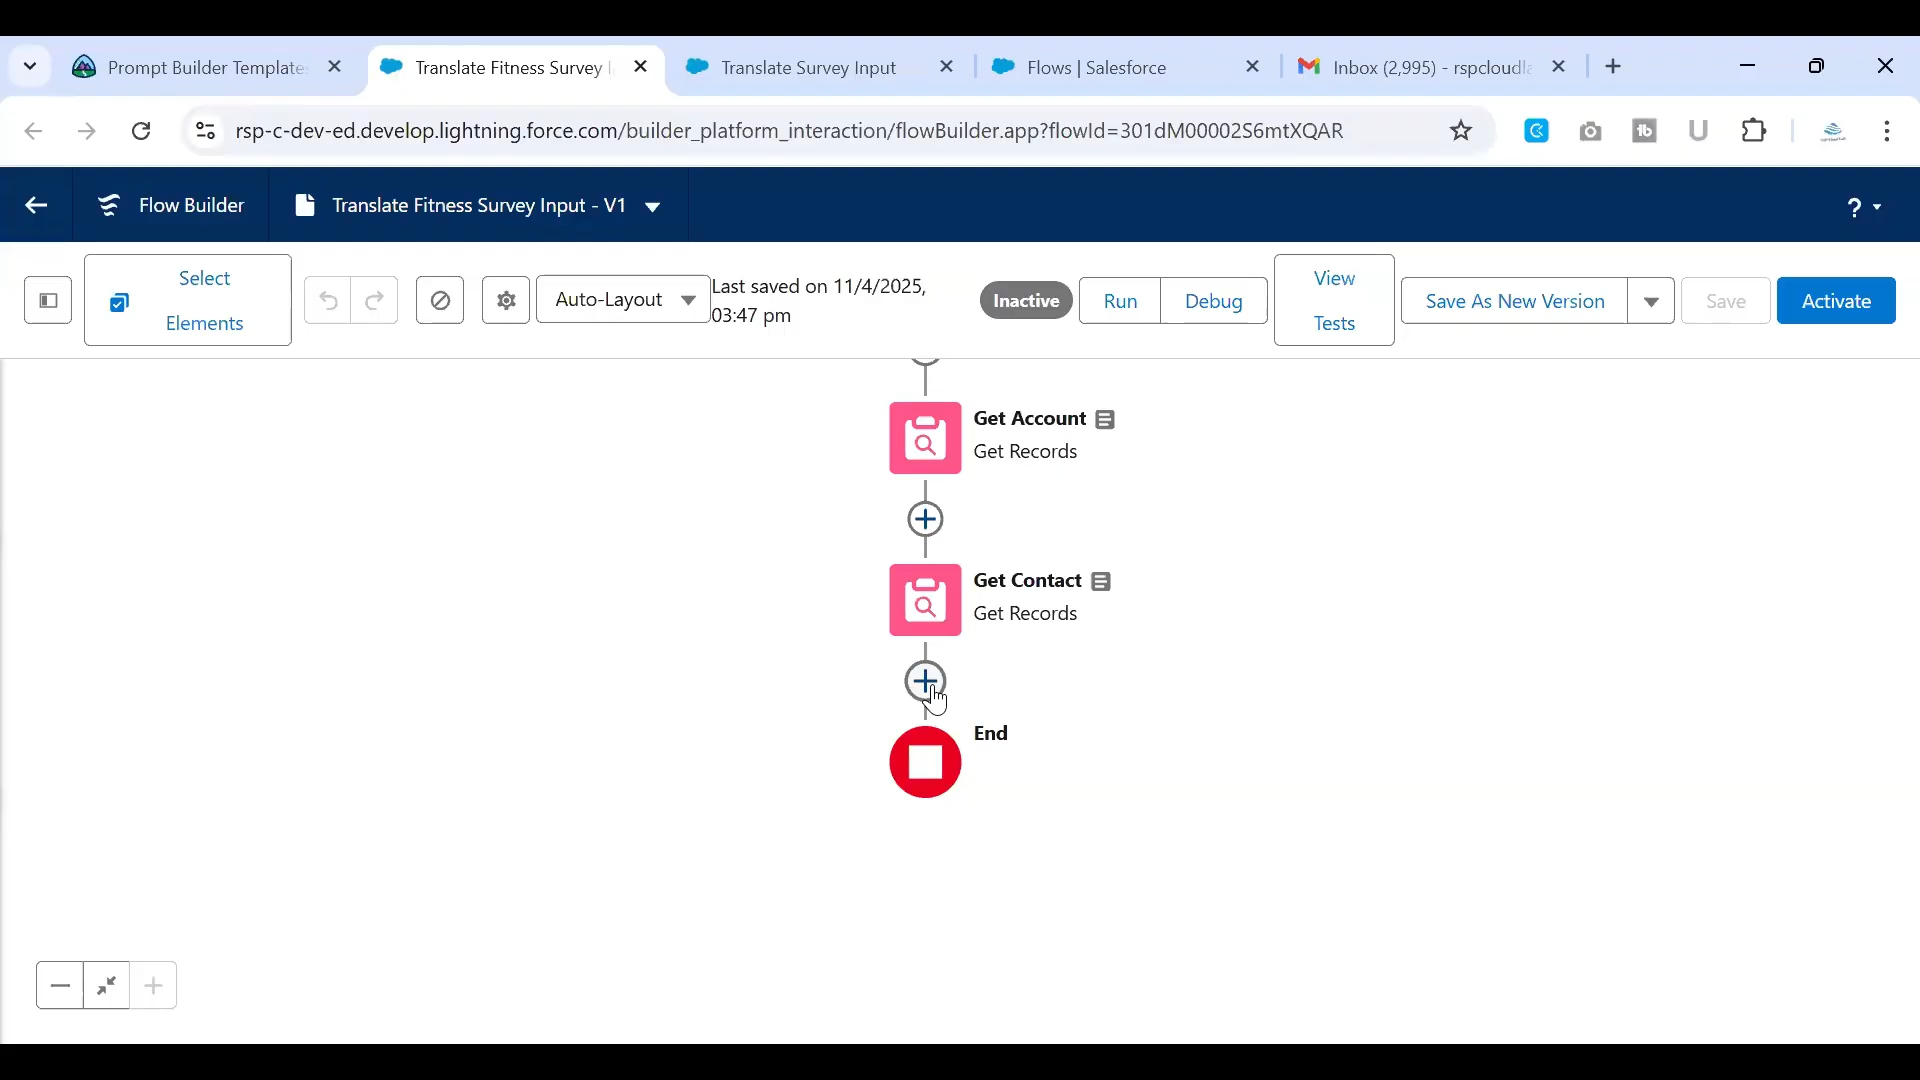 Prompt Builder Template
Translate Fitness Survey I
Translate Survey Input
Flows | Salesforce
Inbox (2,995) - rspcloudla
rsp-c-dev-ed.develop.lightning.force.com/builder_platform_interaction/flowBuilder.app?flowId=301dM00002S6mtXQAR
Flow Builder
Translate Fitness Survey Input - V1
?
Select
Elements
Auto-Layout
Last saved on 11/4/2025,
03:47 pm
Inactive
Run
Debug
View
Tests
Save As New Version
Save
Activate
Get Account
Get Records
Get Contact
Get Records
End